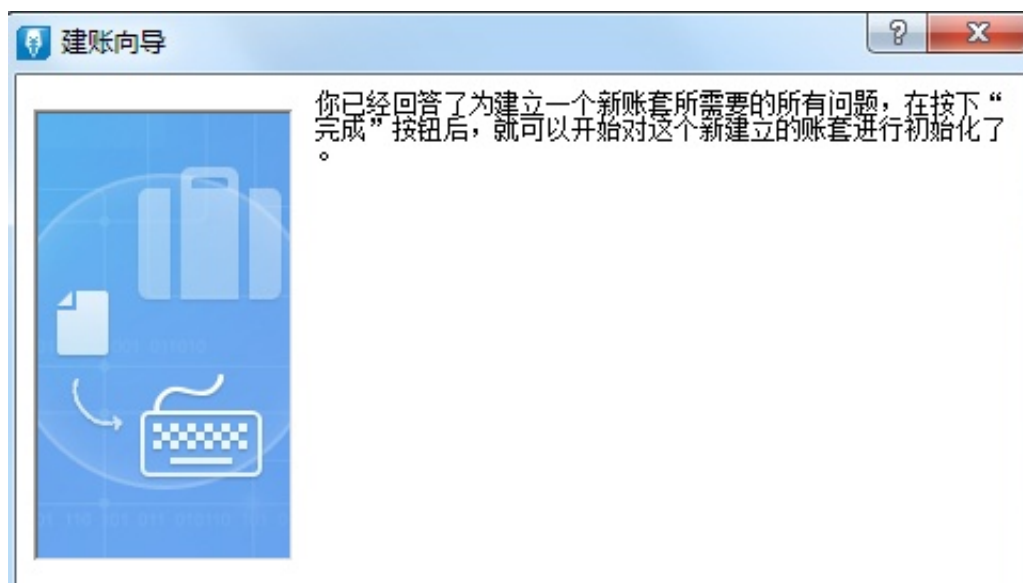 建账向导
你已经回答了为建立一个新账套所需要的所有问题，在按下“
完成”按钮后，就可以开始对这个新建立的账套进行初始化了
。